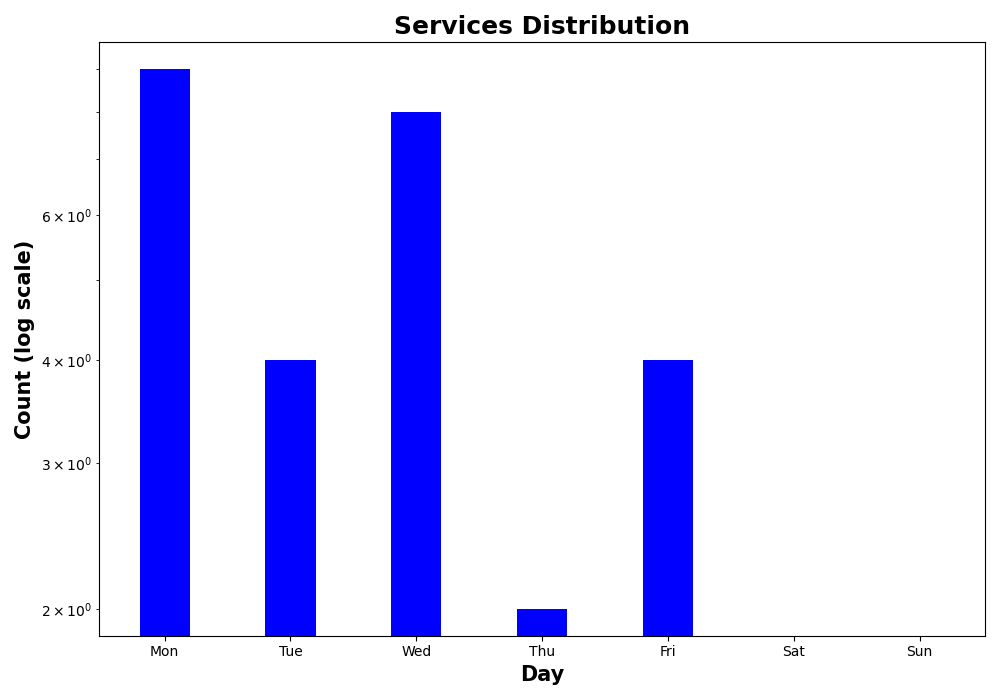 Services Distribution
Count (log scale)
6 × 10⁰
4 × 10⁰
3 × 10⁰
2 × 10⁰
Mon Tue Wed Thu Fri Sat Sun
Day